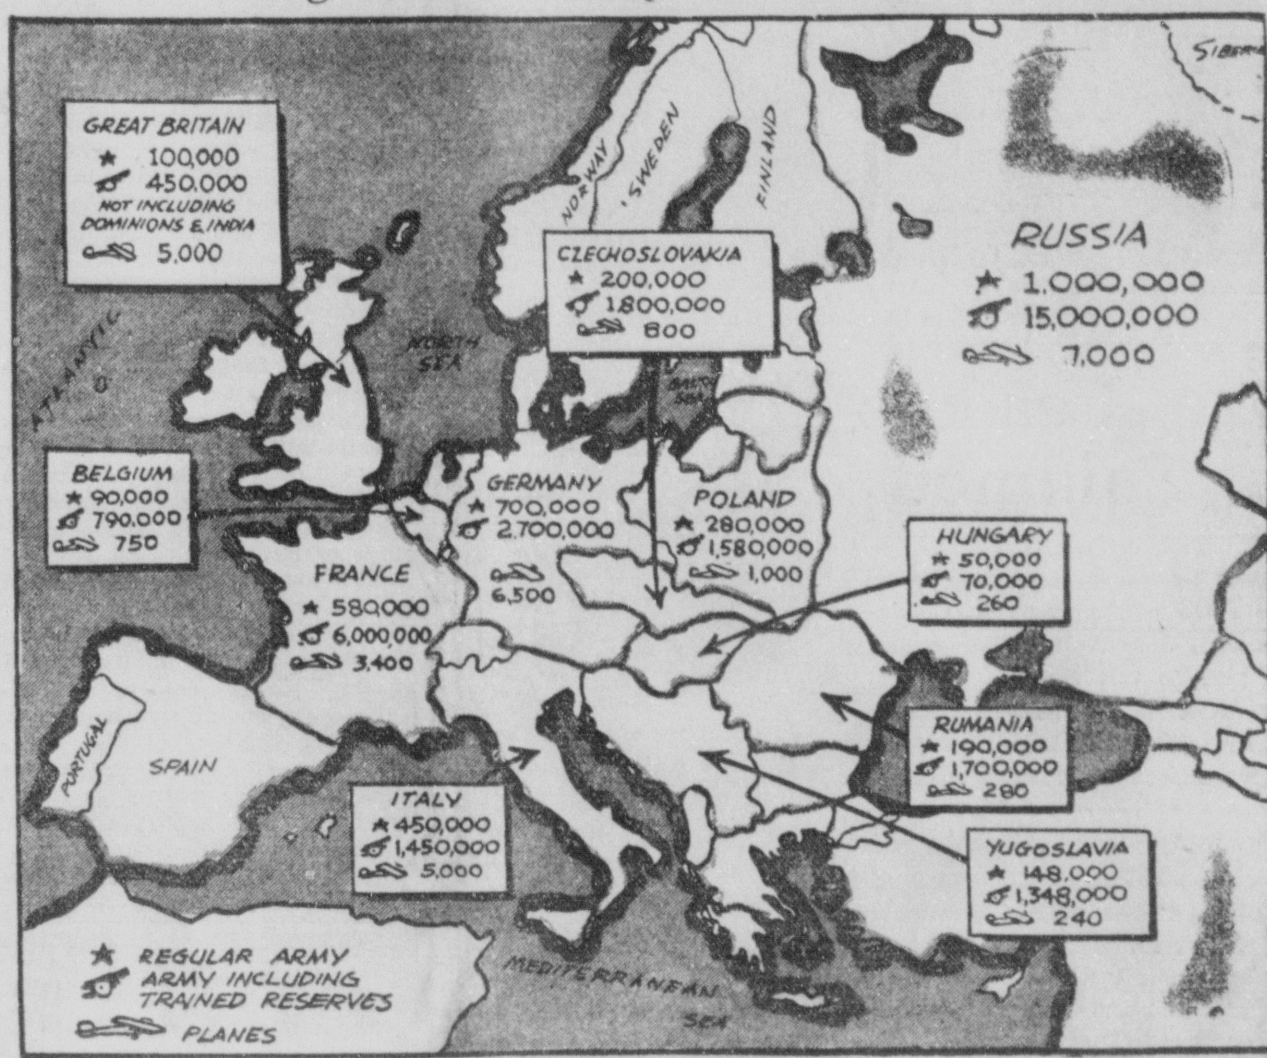 SIBERIA
GREAT BRITAIN
100,000
450,000
NOT INCLUDING
DOMINIONS & INDIA
5,000
NORWAY
SWEDEN
FINLAND
RUSSIA
1,000,000
15,000,000
7,000
CZECHOSLOVAKIA
200,000
1,800,000
800
ATLANTIC
O
NORTH
SEA
BALTIC
SEA
BELGIUM
90,000
790,000
750
GERMANY
700,000
2,700,000
6,500
POLAND
280,000
1,580,000
1,000
HUNGARY
50,000
70,000
260
FRANCE
580,000
6,000,000
3,400
PORTUGAL
SPAIN
RUMANIA
190,000
1,700,000
280
ITALY
450,000
1,450,000
5,000
YUGOSLAVIA
148,000
1,348,000
240
REGULAR ARMY
ARMY INCLUDING
TRAINED RESERVES
PLANES
MEDITERRANEAN
SEA